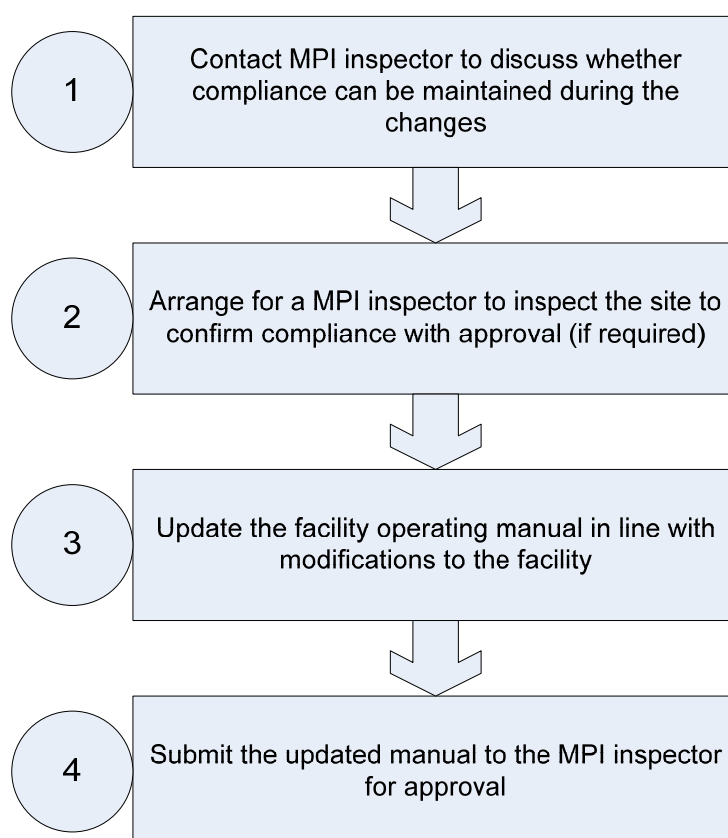 1
Contact MPI inspector to discuss whether
compliance can be maintained during the
changes
2
Arrange for a MPI inspector to inspect the site to
confirm compliance with approval (if required)
3
Update the facility operating manual in line with
modifications to the facility
4
Submit the updated manual to the MPI inspector
for approval